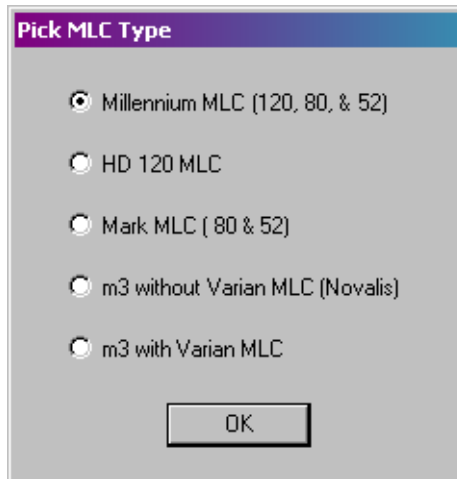 Pick MLC Type
Millennium MLC (120, 80, & 52)
HD 120 MLC
Mark MLC ( 80 & 52)
m3 without Varian MLC (Novalis)
m3 with Varian MLC
OK